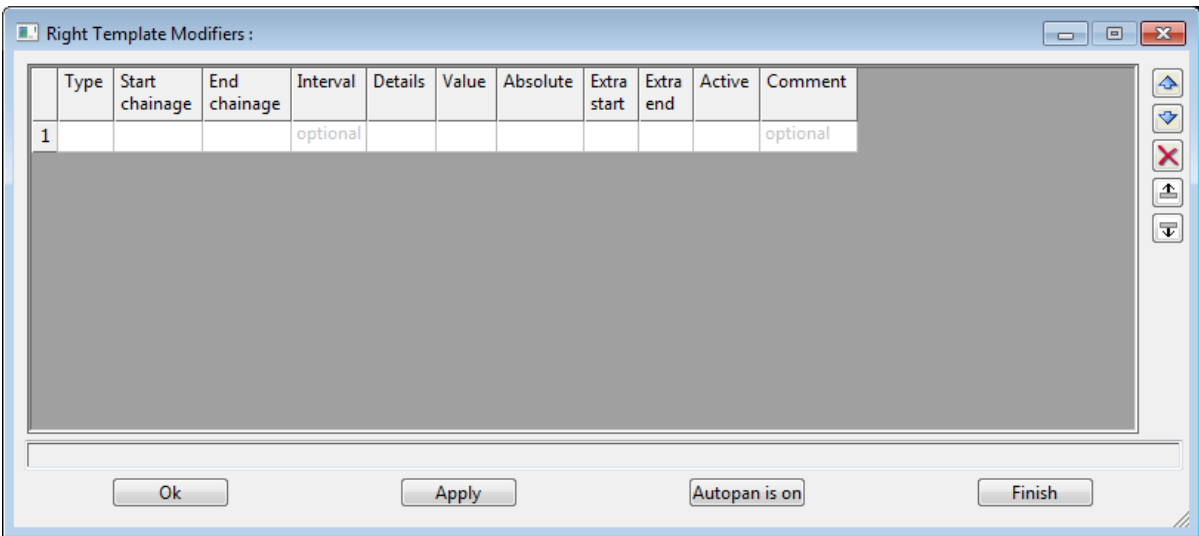 Right Template Modifiers :
Type Start chainage End chainage Interval Details Value Absolute Extra start Extra end Active Comment
1 optional optional
Ok Apply Autopan is on Finish